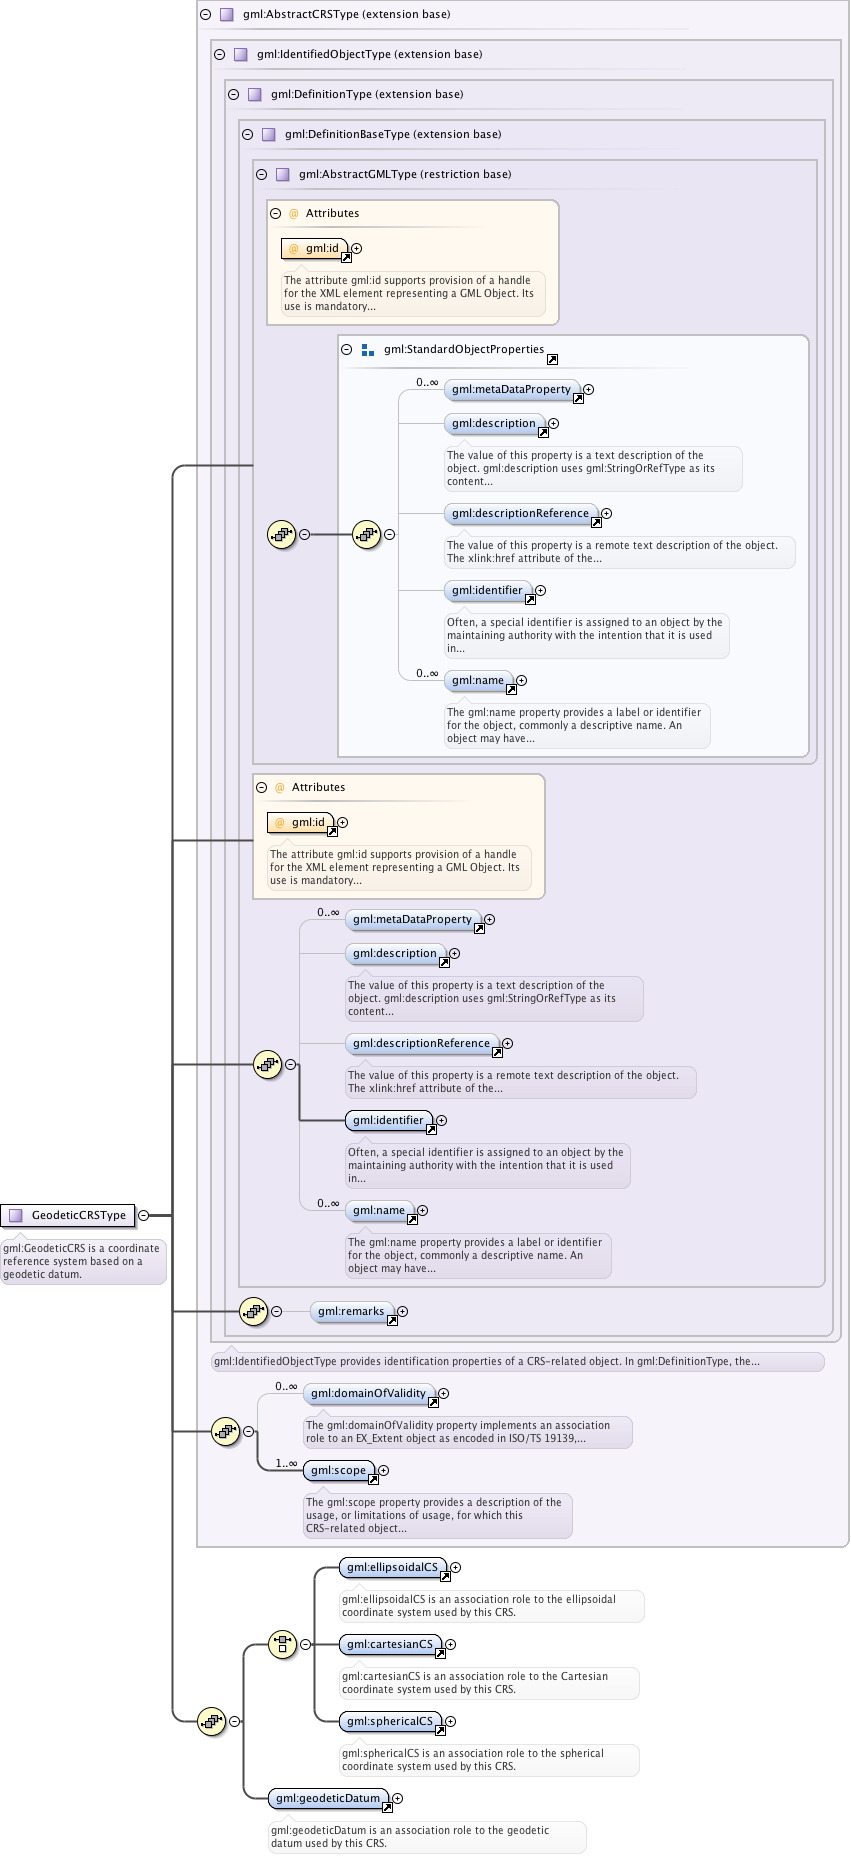 gml:AbstractCRSType (extension base)
gml:IdentifiedObjectType (extension base)
gml:DefinitionType (extension base)
gml:DefinitionBaseType (extension base)
gml:AbstractGMLType (restriction base)
@ Attributes
@ gml:id
The attribute gml:id supports provision of a handle
for the XML element representing a GML Object. Its
use is mandatory...
gml:StandardObjectProperties
0..∞
gml:metaDataProperty
gml:description
The value of this property is a text description of the
object. gml:description uses gml:StringOrRefType as its
content...
gml:descriptionReference
The value of this property is a remote text description of the object.
The xlink:href attribute of the...
gml:identifier
Often, a special identifier is assigned to an object by the
maintaining authority with the intention that it is used
in...
0..∞
gml:name
The gml:name property provides a label or identifier
for the object, commonly a descriptive name. An
object may have...
@ Attributes
@ gml:id
The attribute gml:id supports provision of a handle
for the XML element representing a GML Object. Its
use is mandatory...
0..∞
gml:metaDataProperty
gml:description
The value of this property is a text description of the
object. gml:description uses gml:StringOrRefType as its
content...
gml:descriptionReference
The value of this property is a remote text description of the object.
The xlink:href attribute of the...
gml:identifier
Often, a special identifier is assigned to an object by the
maintaining authority with the intention that it is used
in...
0..∞
gml:name
The gml:name property provides a label or identifier
for the object, commonly a descriptive name. An
object may have...
GeodeticCRSType
gml:GeodeticCRS is a coordinate
reference system based on a
geodetic datum.
gml:remarks
gml:IdentifiedObjectType provides identification properties of a CRS-related object. In gml:DefinitionType, the...
0..∞
gml:domainOfValidity
The gml:domainOfValidity property implements an association
role to an EX_Extent object as encoded in ISO/TS 19139,...
1..∞
gml:scope
The gml:scope property provides a description of the
usage, or limitations of usage, for which this
CRS-related object...
gml:ellipsoidalCS
gml:ellipsoidalCS is an association role to the ellipsoidal
coordinate system used by this CRS.
gml:cartesianCS
gml:cartesianCS is an association role to the Cartesian
coordinate system used by this CRS.
gml:sphericalCS
gml:sphericalCS is an association role to the spherical
coordinate system used by this CRS.
gml:geodeticDatum
gml:geodeticDatum is an association role to the geodetic
datum used by this CRS.